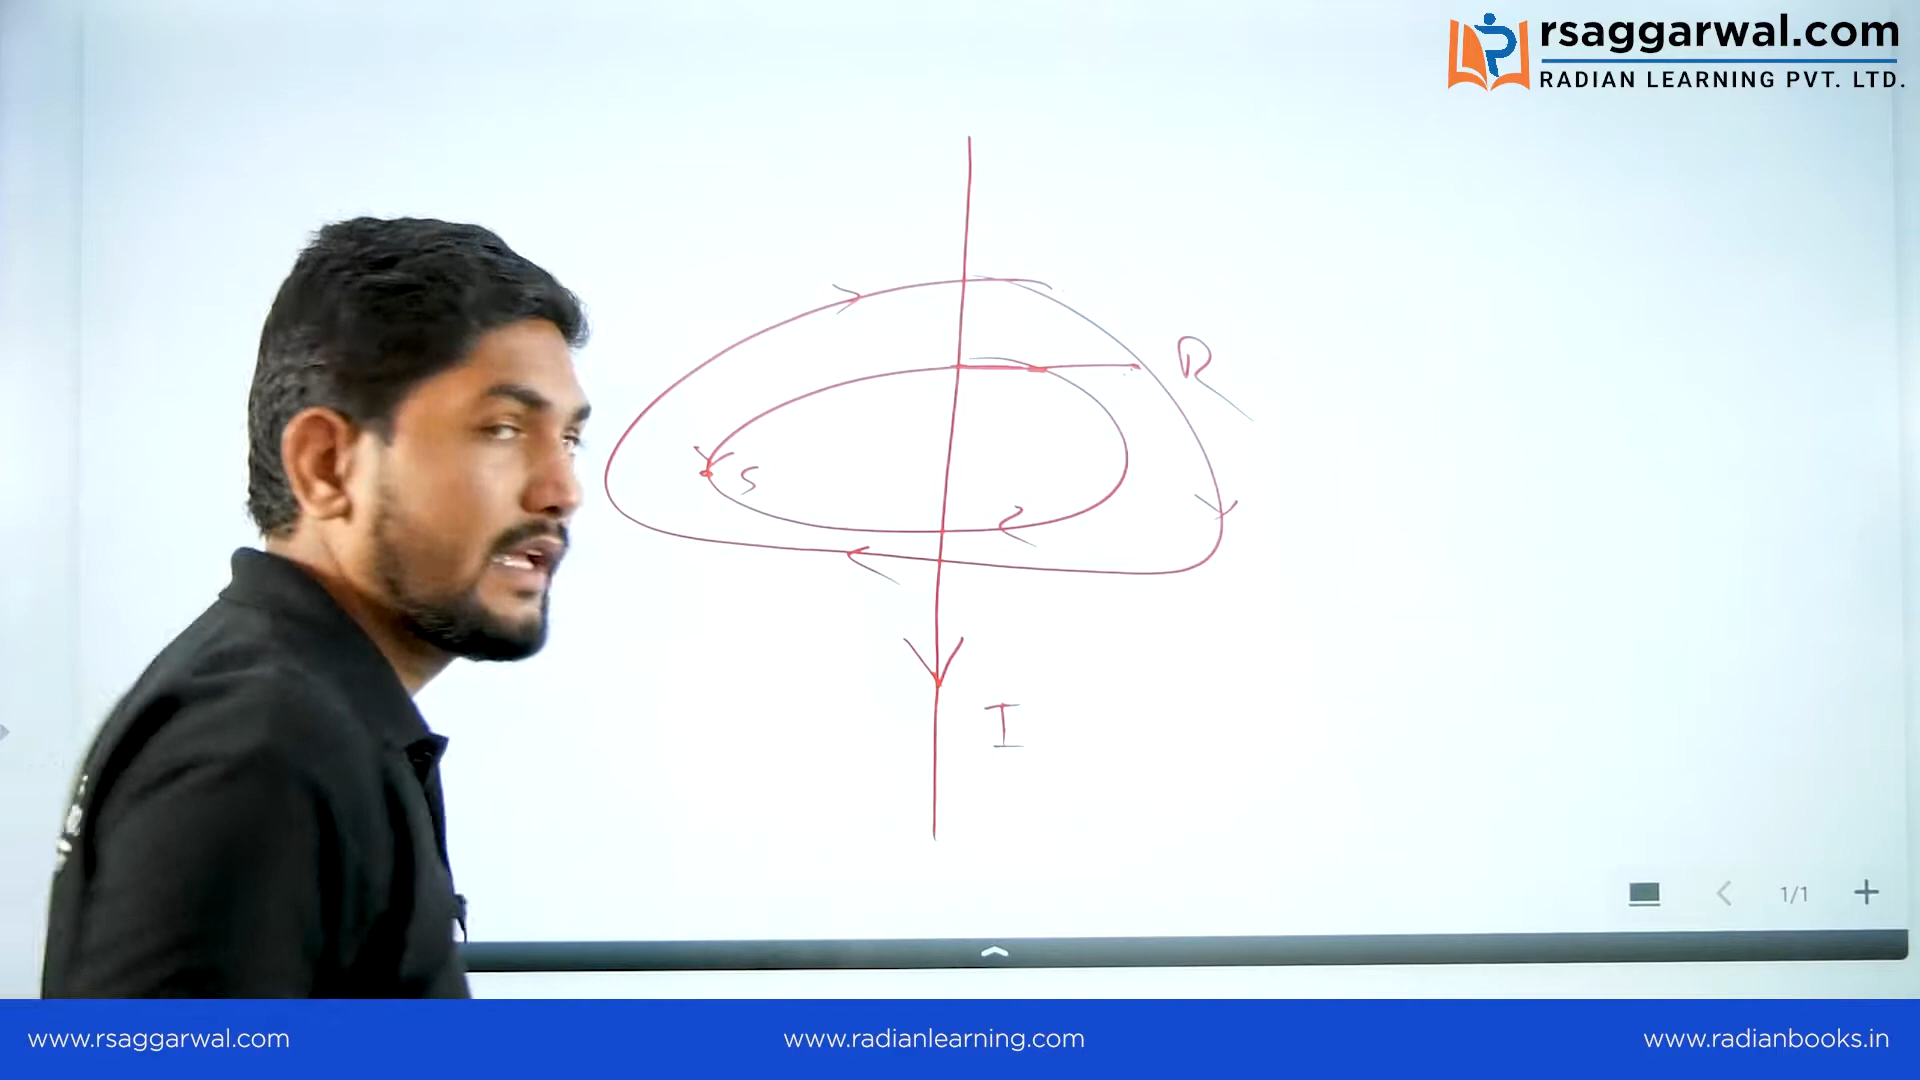 rsaggarwal.com
RADIAN LEARNING PVT. LTD.
R
S
I
1/1
www.rsaggarwal.com
www.radianlearning.com
www.radianbooks.in